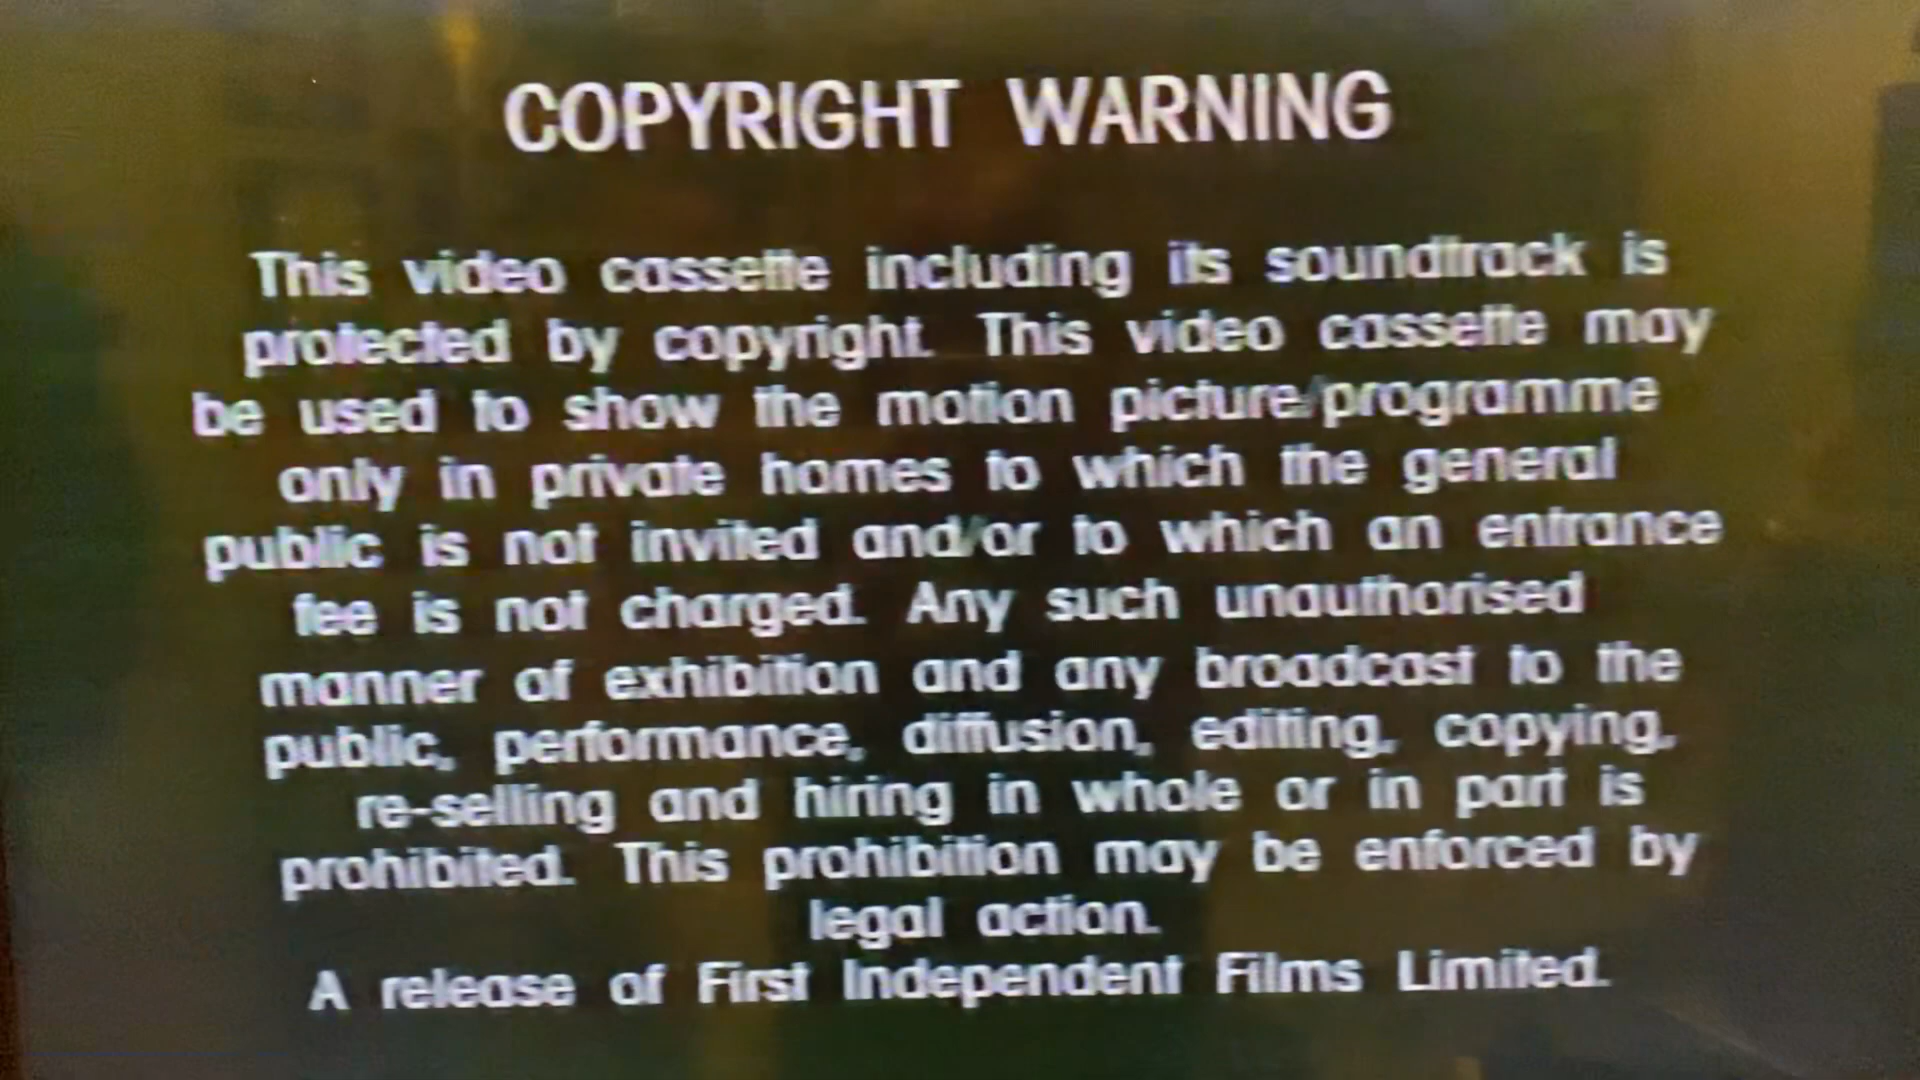 COPYRIGHT WARNING
This video cassette including its soundtrack is
protected by copyright. This video cassette may
be used to show the motion picture/programme
only in private homes to which the general
public is not invited and/or to which an entrance
fee is not charged. Any such unauthorised
manner of exhibition and any broadcast to the
public, performance, diffusion, editing, copying,
re-selling and hiring in whole or in part is
prohibited. This prohibition may be enforced by
legal action.
A release of First Independent Films Limited.